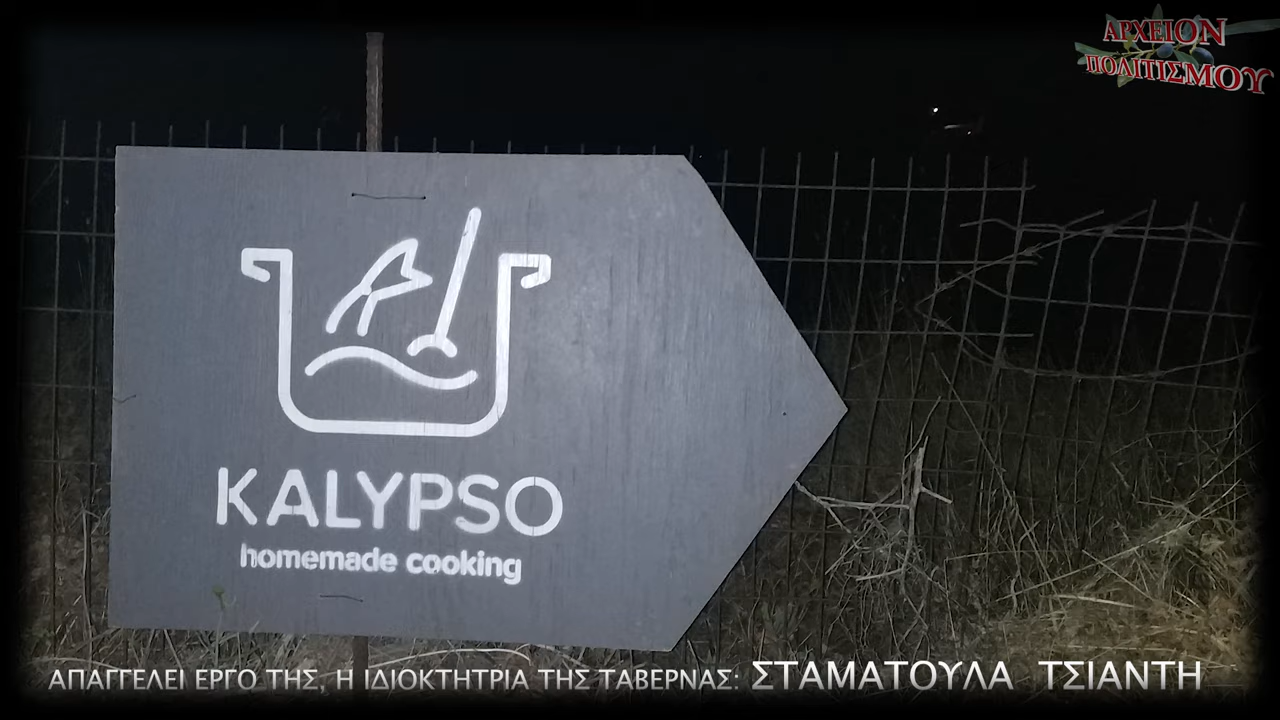 ΑΡΧΕΙΟΝ
ΠΟΛΙΤΙΣΜΟΥ
KALYPSO
homemade cooking
ΑΠΑΓΓΕΛΕΙ ΕΡΓΟ ΤΗΣ, Η ΙΔΙΟΚΤΗΤΡΙΑ ΤΗΣ ΤΑΒΕΡΝΑΣ: ΣΤΑΜΑΤΟΥΛΑ ΤΣΙΑΝΤΗ